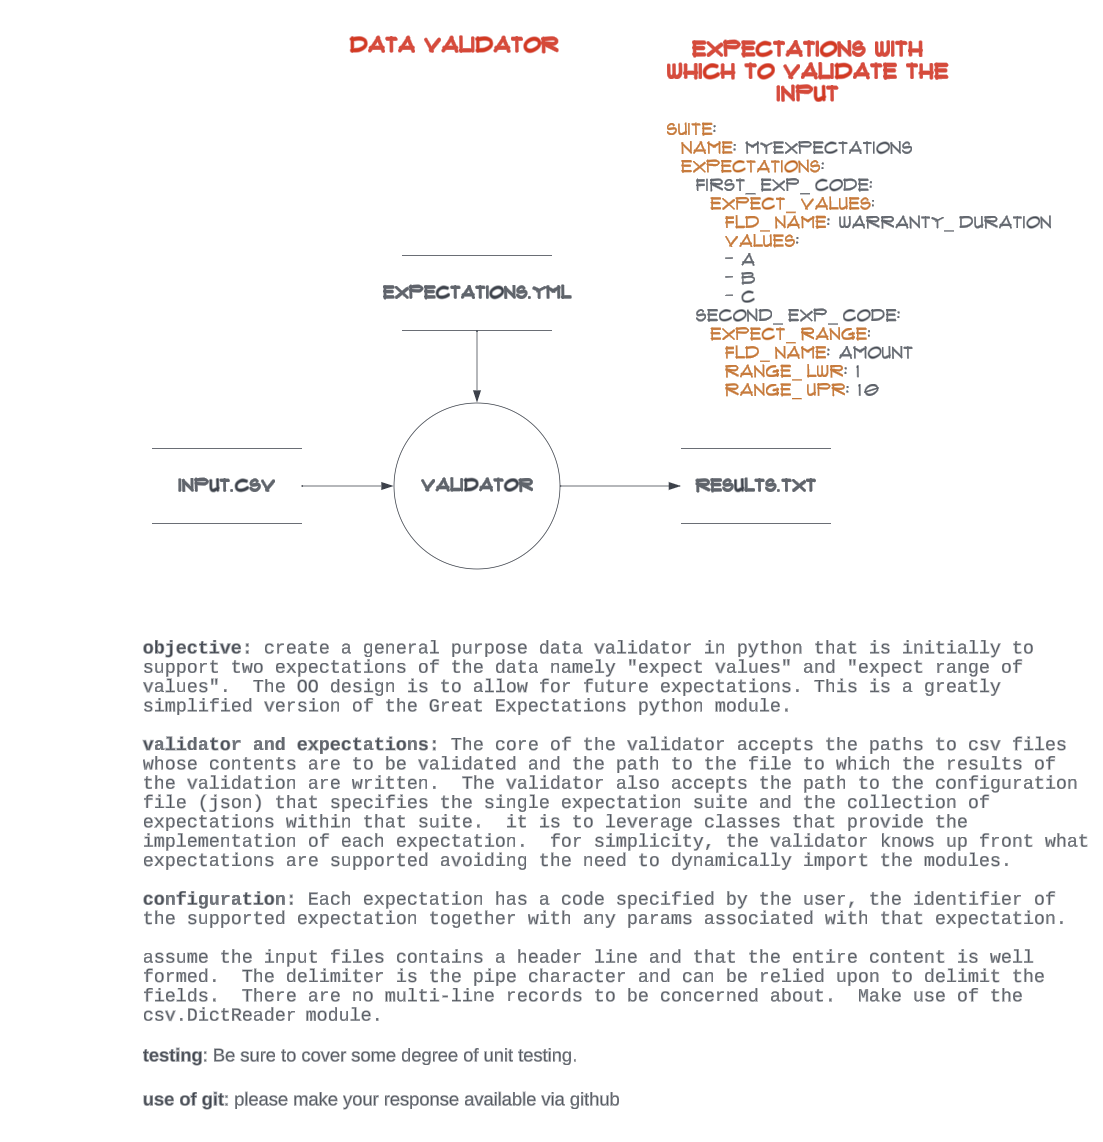 DATA VALIDATOR
EXPECTATIONS WITH
WHICH TO VALIDATE THE
INPUT
SUITE:
NAME: MYEXPECTATIONS
EXPECTATIONS:
FIRST_EXP_CODE:
EXPECT_VALUES:
FLD_NAME: WARRANTY_DURATION
VALUES:
- A
- B
- C
SECOND_EXP_CODE:
EXPECT_RANGE:
FLD_NAME: AMOUNT
RANGE_LWR: 1
RANGE_UPR: 10
EXPECTATIONS.YML
INPUT.CSV
VALIDATOR
RESULTS.TXT
objective: create a general purpose data validator in python that is initially to
support two expectations of the data namely "expect values" and "expect range of
values".  The OO design is to allow for future expectations. This is a greatly
simplified version of the Great Expectations python module.
validator and expectations: The core of the validator accepts the paths to csv files
whose contents are to be validated and the path to the file to which the results of
the validation are written.  The validator also accepts the path to the configuration
file (json) that specifies the single expectation suite and the collection of
expectations within that suite.  it is to leverage classes that provide the
implementation of each expectation.  for simplicity, the validator knows up front what
expectations are supported avoiding the need to dynamically import the modules.
configuration: Each expectation has a code specified by the user, the identifier of
the supported expectation together with any params associated with that expectation.
assume the input files contains a header line and that the entire content is well
formed.  The delimiter is the pipe character and can be relied upon to delimit the
fields.  There are no multi-line records to be concerned about.  Make use of the
csv.DictReader module.
testing: Be sure to cover some degree of unit testing.
use of git: please make your response available via github